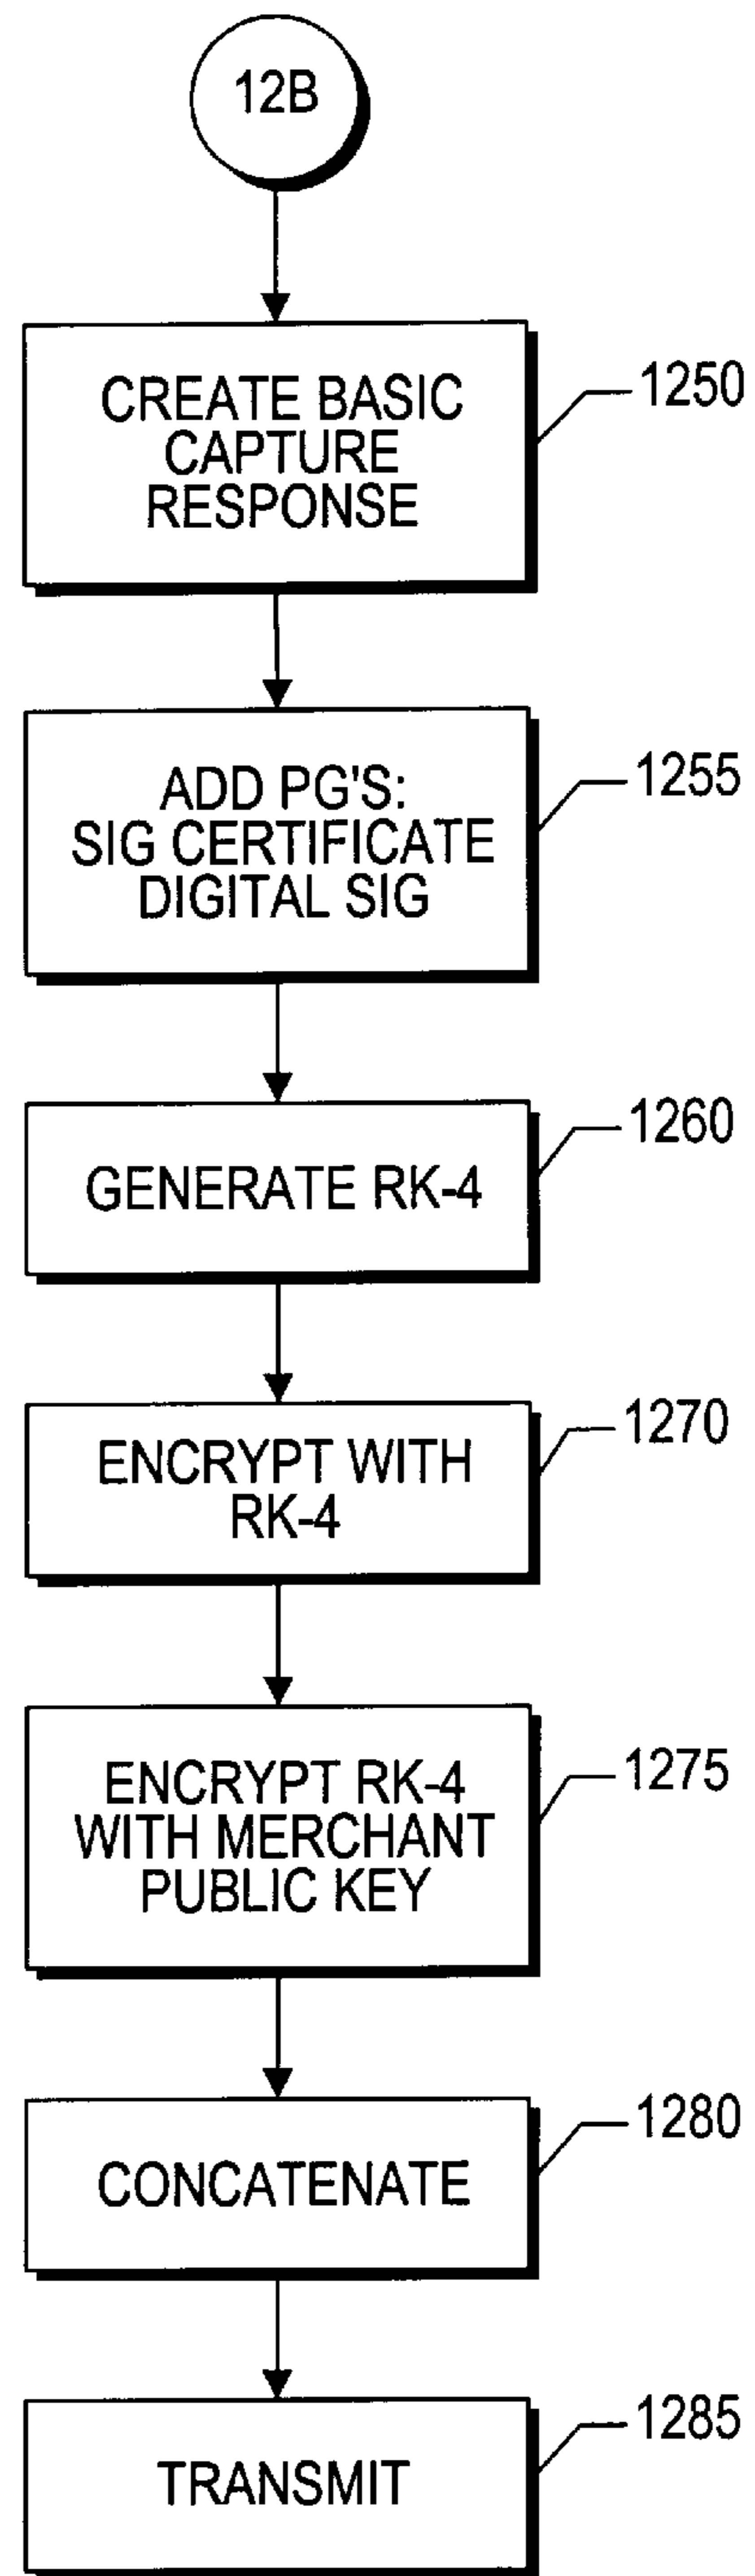 12B
CREATE BASIC
CAPTURE
RESPONSE
1250
ADD PG'S:
SIG CERTIFICATE
DIGITAL SIG
1255
GENERATE RK-4
1260
ENCRYPT WITH
RK-4
1270
ENCRYPT RK-4
WITH MERCHANT
PUBLIC KEY
1275
CONCATENATE
1280
TRANSMIT
1285